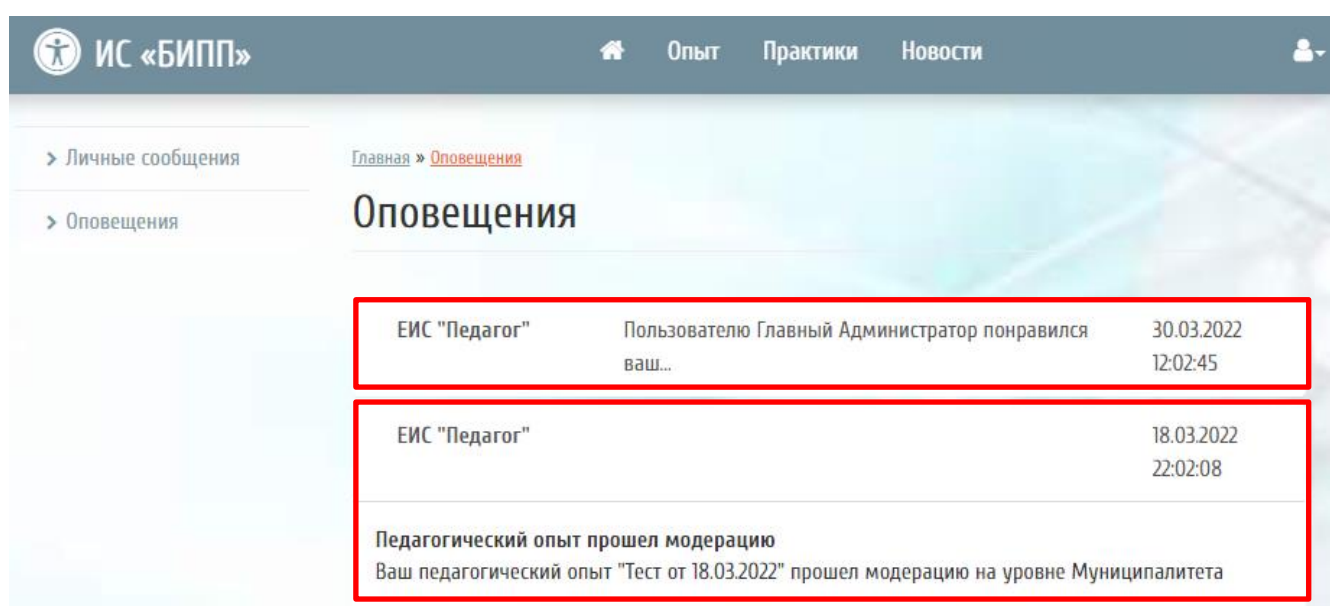 ИС «БИПП»
Опыт Практики Новости
Личные сообщения
Оповещения
Главная » Оповещения
Оповещения
ЕИС "Педагог" Пользователю Главный Администратор понравился 30.03.2022
ваш... 12:02:45
ЕИС "Педагог" 18.03.2022
22:02:08
Педагогический опыт прошел модерацию
Ваш педагогический опыт "Тест от 18.03.2022" прошел модерацию на уровне Муниципалитета